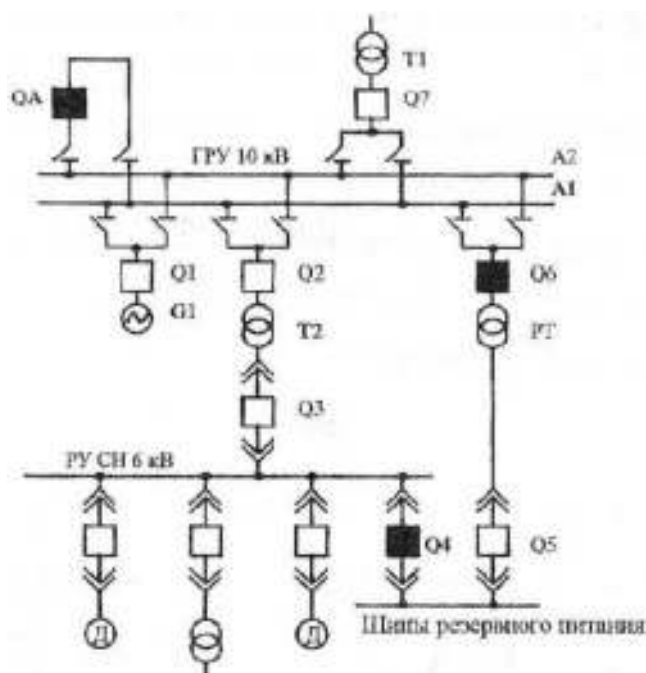 T1
QA
Q7
ГРУ 10 кВ
A2
A1
Q1
Q2
Q6
G1
T2
РТ
Q3
РУ СН 6 кВ
Q4
Q5
Д
Д
Шины резервного питания